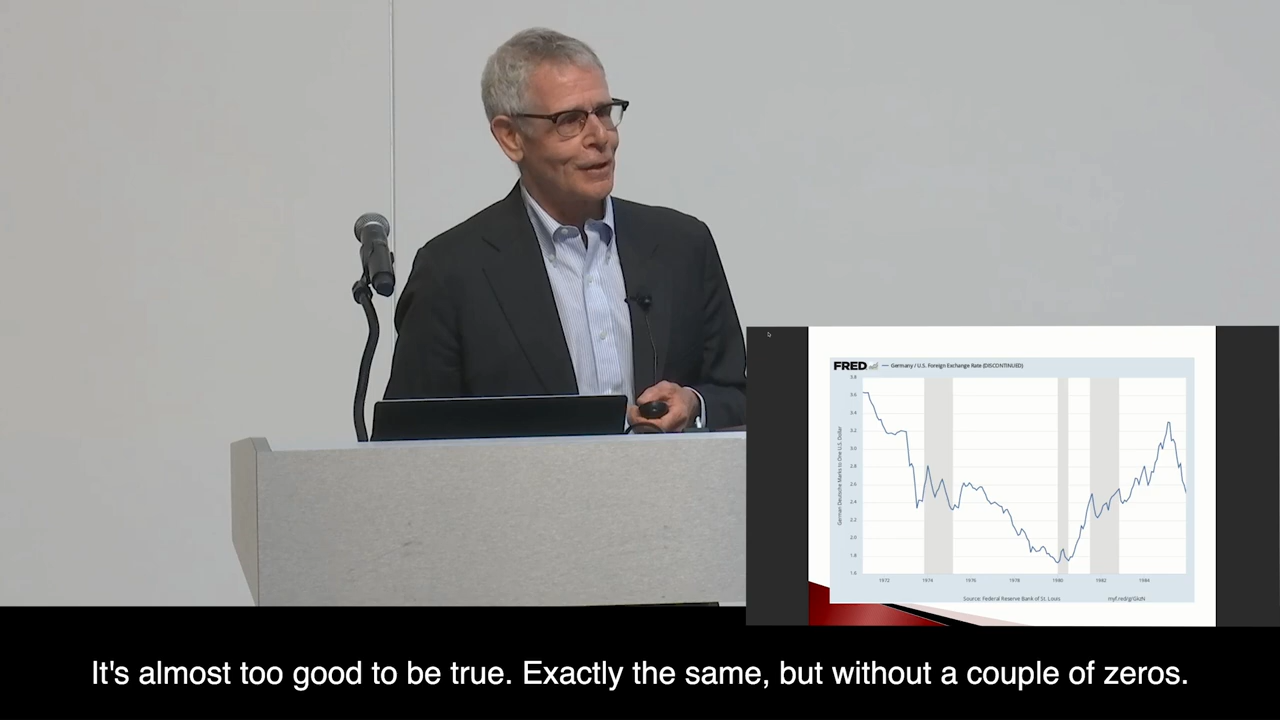 FRED — Germany / U.S. Foreign Exchange Rate (DISCONTINUED)
German Deutsche Marks to One U.S. Dollar
3.8
3.6
3.4
3.2
3.0
2.8
2.6
2.4
2.2
2.0
1.8
1.6
1972 1974 1976 1978 1980 1982 1984
Source: Federal Reserve Bank of St. Louis
It's almost too good to be true. Exactly the same, but without a couple of zeros.